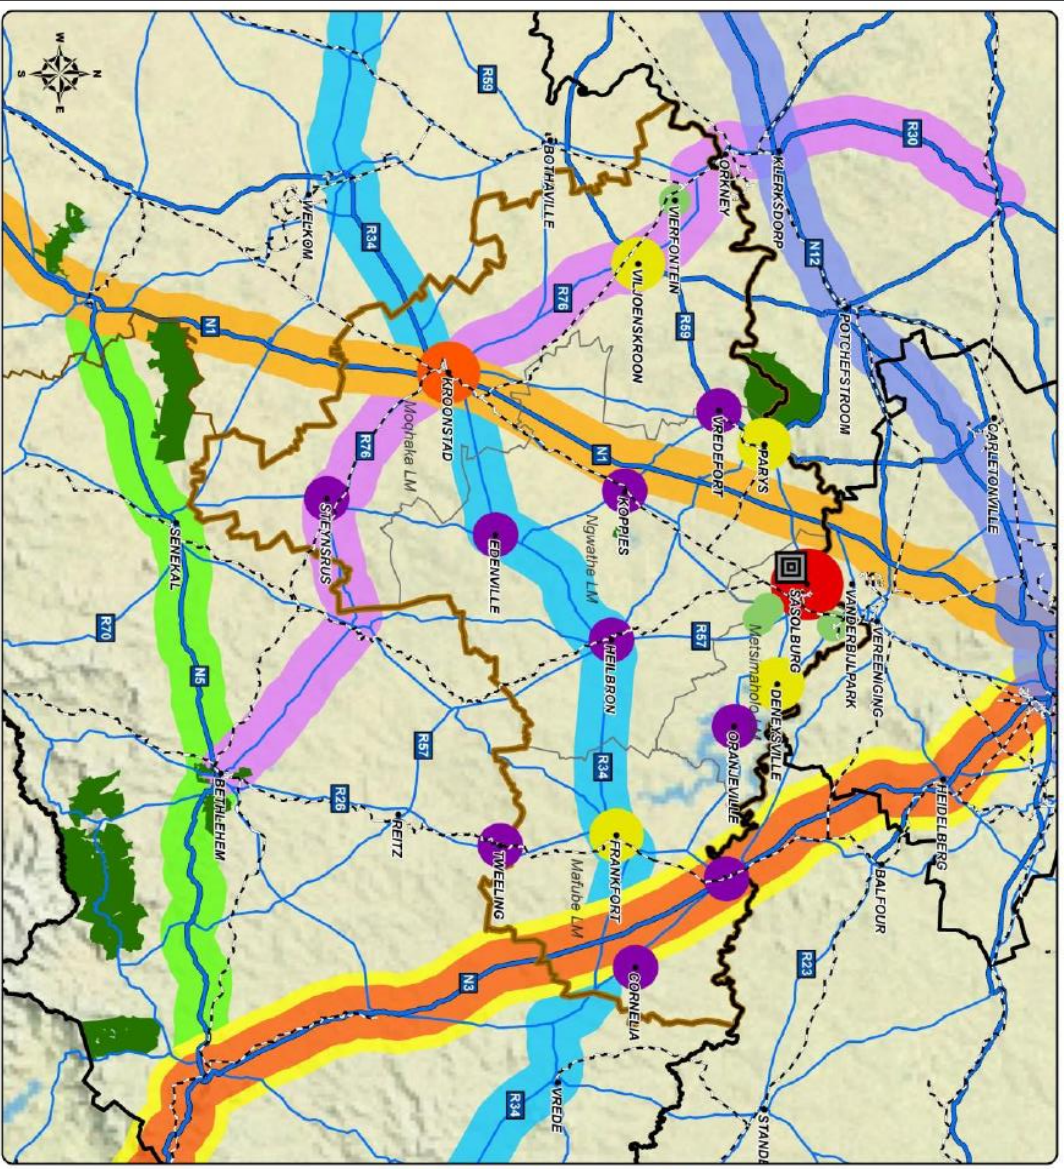 CARLETONVILLE
HEIDELBERG
R30
BALFOUR
VEREENIGING
VANDERBIJLPARK
POTCHEFSTROOM
N12
R23
SASOLBURG
KLERKSDORP
DENEYSVILLE
STAND
PARYS
Metsimaholo
ORANJEVILLE
ORKNEY
VREDEFORT
R57
R59
VIERFONTEIN
VILJOENSKROON
CORNELIA
KOPPIES
FRANKFORT
HEILBRON
N1
R34
Ngwathe LM
Mafube LM
R76
VREDE
BOTHAVILLE
R34
TWEELING
EDENVILLE
R59
N3
KROONSTAD
R57
Moqhaka LM
REITZ
R34
R76
R26
STEYNSRUS
WELKOM
BETHLEHEM
N1
N5
SENEKAL
R70
N
W
E
S